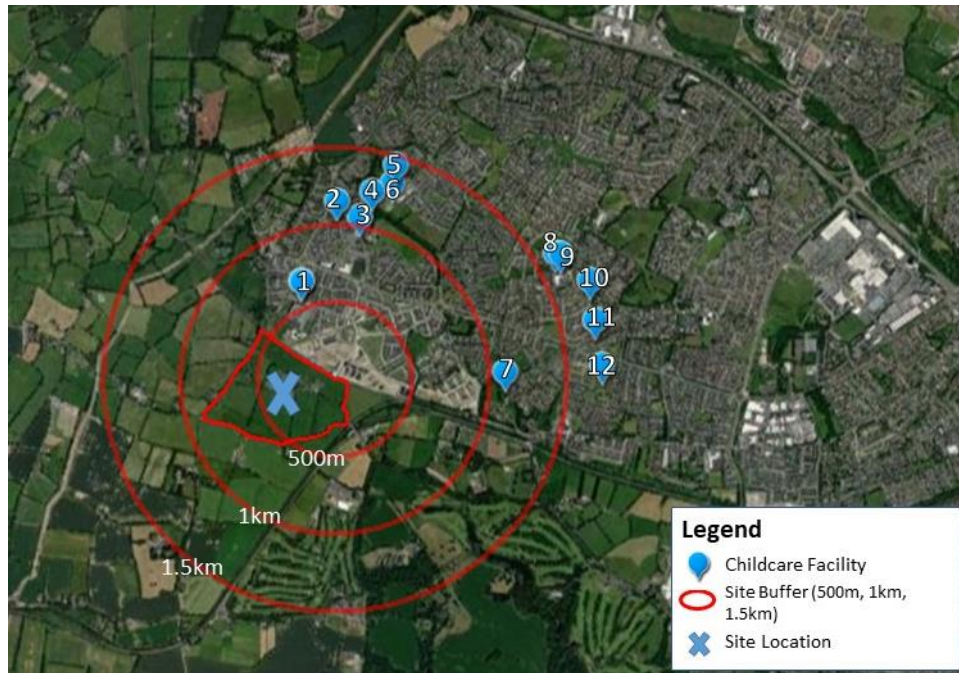 5
4 6
2
3
8
9
10
1
11
12
7
500m
1km
1.5km
Legend
Childcare Facility
Site Buffer (500m, 1km,
1.5km)
Site Location